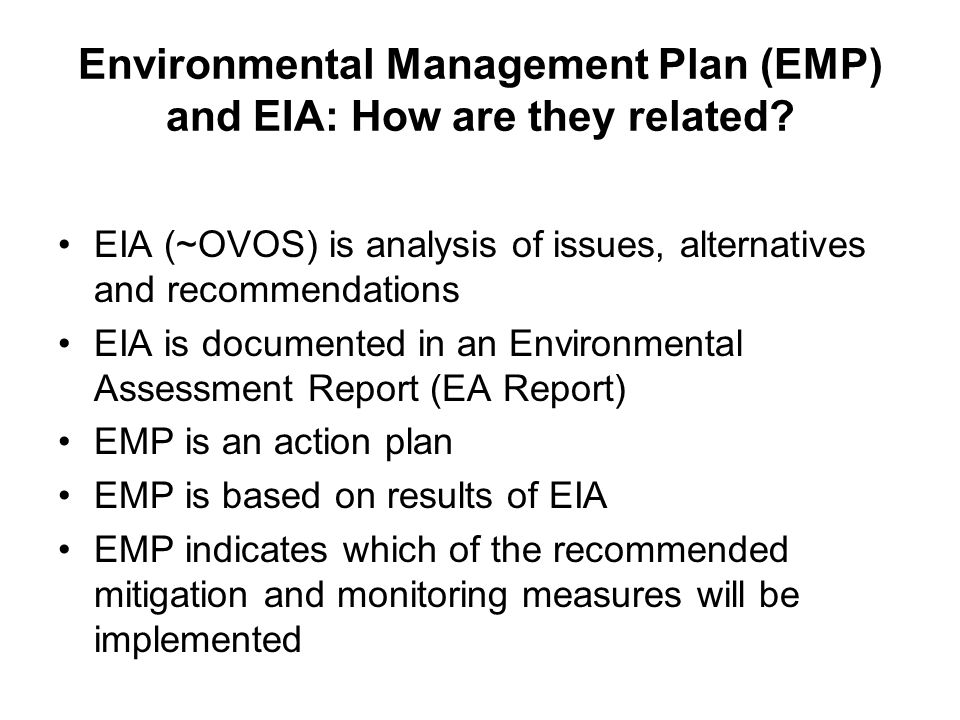 Environmental Management Plan (EMP)
and EIA: How are they related?
• EIA (~OVOS) is analysis of issues, alternatives
and recommendations
• EIA is documented in an Environmental
Assessment Report (EA Report)
• EMP is an action plan
• EMP is based on results of EIA
• EMP indicates which of the recommended
mitigation and monitoring measures will be
implemented